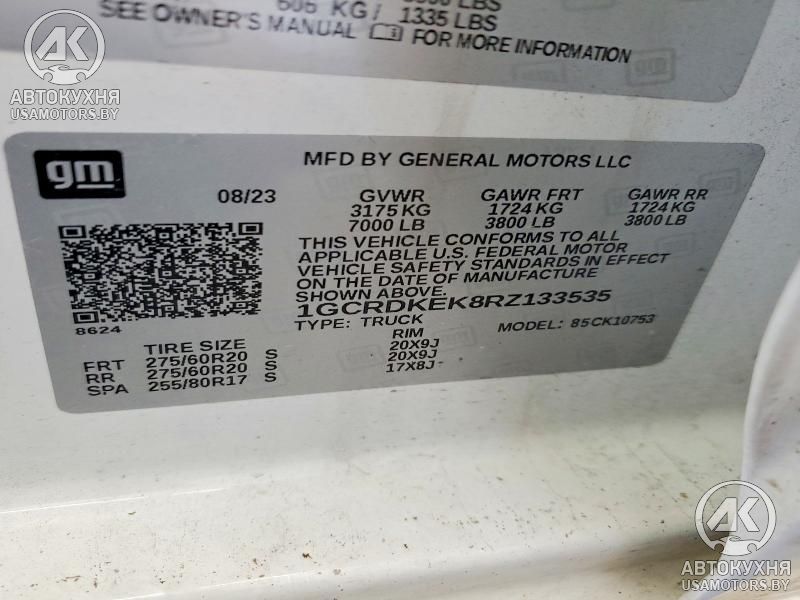 505 KG/ 1335 LBS
SEE OWNER'S MANUAL FOR MORE INFORMATION
АК
АВТОКУХНЯ
USAMOTORS.BY
gm
MFD BY GENERAL MOTORS LLC
08/23 GVWR GAWR FRT GAWR RR
3175 KG 1724 KG 1724 KG
7000 LB 3800 LB 3800 LB
THIS VEHICLE CONFORMS TO ALL
APPLICABLE U.S. FEDERAL MOTOR
VEHICLE SAFETY STANDARDS IN EFFECT
ON THE DATE OF MANUFACTURE
SHOWN ABOVE.
1GCRDKEK8RZ133535
8624
TYPE: TRUCK MODEL: 85CK10753
TIRE SIZE RIM
FRT 275/60R20 S 20X9J
RR 275/60R20 S 20X9J
SPA 255/80R17 S 17X8J
АК
АВТОКУХНЯ
USAMOTORS.BY